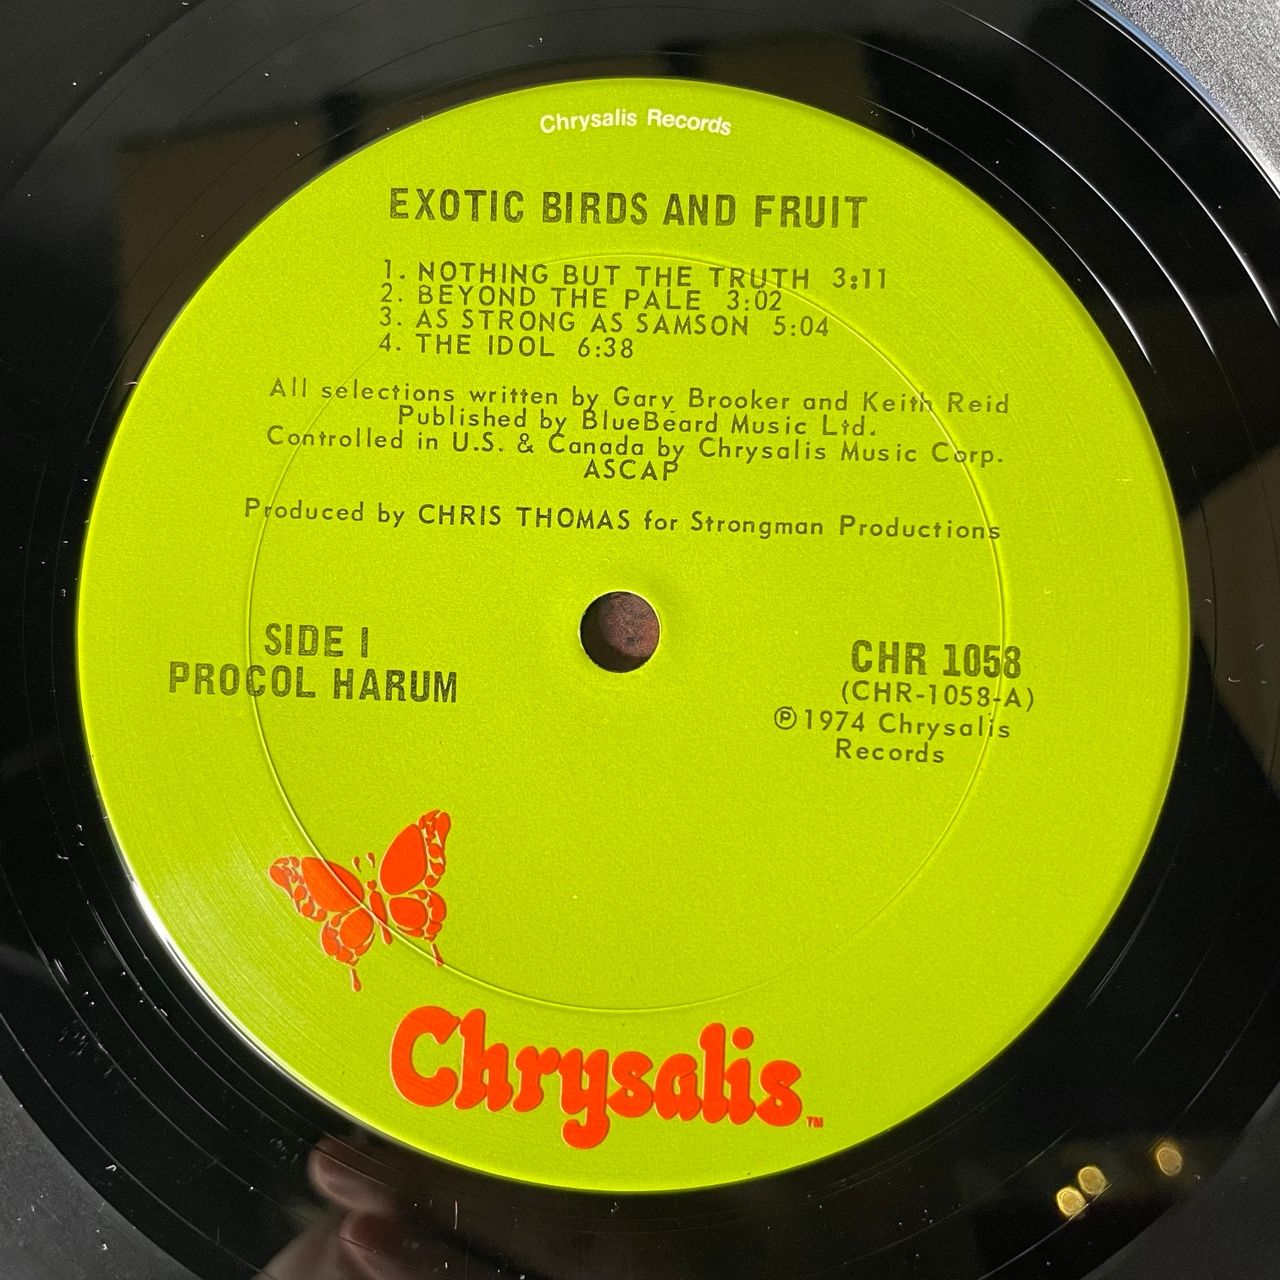 Chrysalis Records
EXOTIC BIRDS AND FRUIT
1. NOTHING BUT THE TRUTH 3:11
2. BEYOND THE PALE 3:02
3. AS STRONG AS SAMSON 5:04
4. THE IDOL 6:38
All selections written by Gary Brooker and Keith Reid
Published by BlueBeard Music Ltd.
Controlled in U.S. & Canada by Chrysalis Music Corp.
ASCAP
Produced by CHRIS THOMAS for Strongman Productions
SIDE I
PROCOL HARUM
CHR 1058
(CHR-1058-A)
℗1974 Chrysalis
Records
Chrysalis™